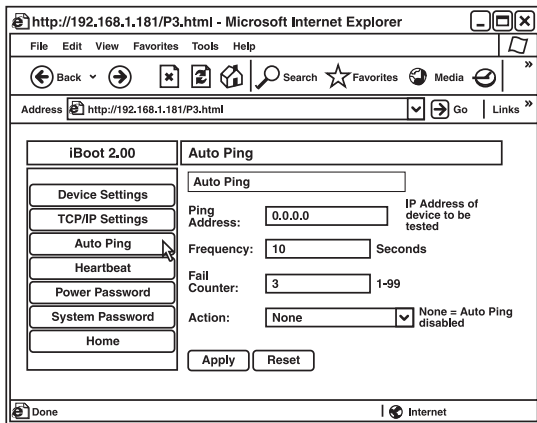 http://192.168.1.181/P3.html - Microsoft Internet Explorer
File Edit View Favorites Tools Help
Back Search Favorites Media »
Address http://192.168.1.181/P3.html Go Links »
iBoot 2.00
Auto Ping
Device Settings
TCP/IP Settings
Auto Ping
Heartbeat
Power Password
System Password
Home
Auto Ping
Ping Address: 0.0.0.0 IP Address of device to be tested
Frequency: 10 Seconds
Fail Counter: 3 1-99
Action: None None = Auto Ping disabled
Apply Reset
Done Internet